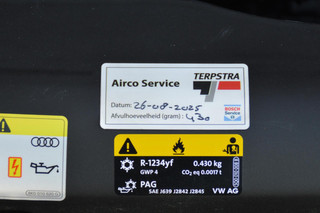 Airco Service
TERPSTRA
Datum: 26-08-2025
Afvulhoeveelheid (gram): 430
BOSCH
Service
R-1234yf
0,430 kg
GWP 4
CO₂ eq 0.0017 t
PAG
SAE J639 J2842 J2845
VW AG